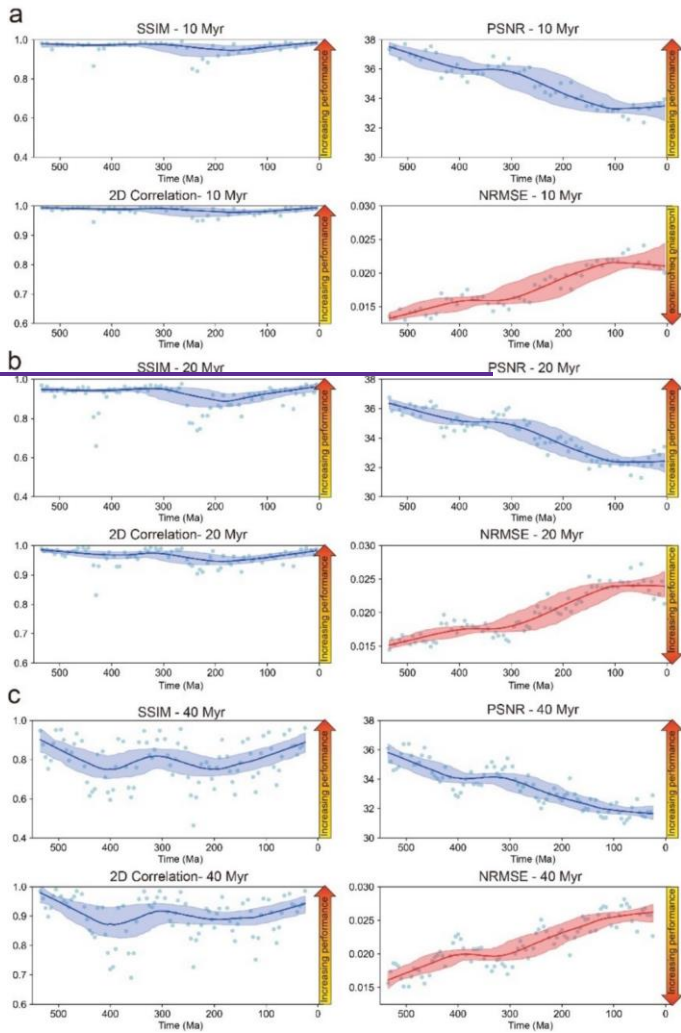 a
SSIM - 10 Myr
PSNR - 10 Myr
1.0
0.8
0.6
0.4
Increasing performance
38
36
34
32
30
Increasing performance
500 400 300 200 100 0
500 400 300 200 100 0
Time (Ma)
Time (Ma)
2D Correlation- 10 Myr
NRMSE - 10 Myr
1.0
0.9
0.8
0.7
0.6
Increasing performance
0.030
0.025
0.020
0.015
Increasing performance
500 400 300 200 100 0
500 400 300 200 100 0
Time (Ma)
Time (Ma)
b
SSIM - 20 Myr
PSNR - 20 Myr
1.0
0.8
0.6
0.4
Increasing performance
38
36
34
32
30
Increasing performance
500 400 300 200 100 0
500 400 300 200 100 0
Time (Ma)
Time (Ma)
2D Correlation- 20 Myr
NRMSE - 20 Myr
1.0
0.9
0.8
0.7
0.6
Increasing performance
0.030
0.025
0.020
0.015
Increasing performance
500 400 300 200 100 0
500 400 300 200 100 0
Time (Ma)
Time (Ma)
c
SSIM - 40 Myr
PSNR - 40 Myr
1.0
0.8
0.6
0.4
Increasing performance
38
36
34
32
30
Increasing performance
500 400 300 200 100 0
500 400 300 200 100 0
Time (Ma)
Time (Ma)
2D Correlation- 40 Myr
NRMSE - 40 Myr
1.0
0.9
0.8
0.7
0.6
Increasing performance
0.030
0.025
0.020
0.015
Increasing performance
500 400 300 200 100 0
500 400 300 200 100 0
Time (Ma)
Time (Ma)